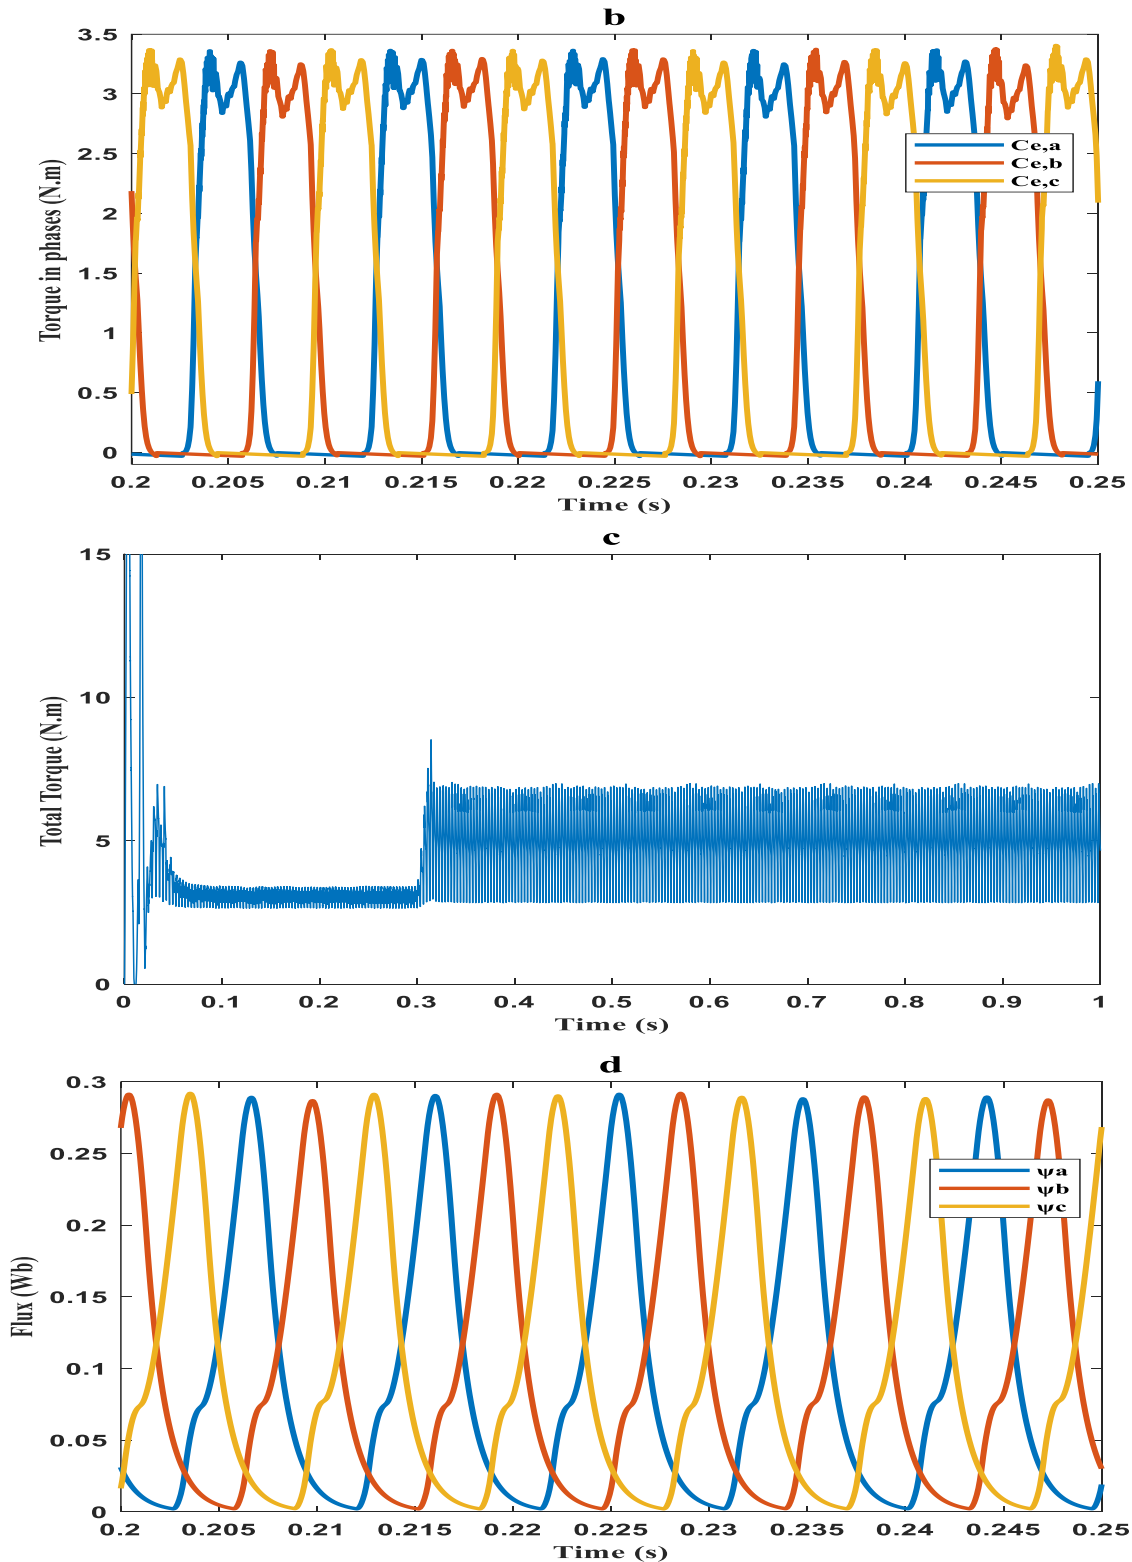 b
3.5
3
2.5
2
1.5
1
0.5
0
Torque in phases (N.m)
Ce,a
Ce,b
Ce,c
0.2 0.205 0.21 0.215 0.22 0.225 0.23 0.235 0.24 0.245 0.25
Time (s)
c
15
10
5
0
Total Torque (N.m)
0 0.1 0.2 0.3 0.4 0.5 0.6 0.7 0.8 0.9 1
Time (s)
d
0.3
0.25
0.2
0.15
0.1
0.05
0
Flux (Wb)
ψa
ψb
ψc
0.2 0.205 0.21 0.215 0.22 0.225 0.23 0.235 0.24 0.245 0.25
Time (s)